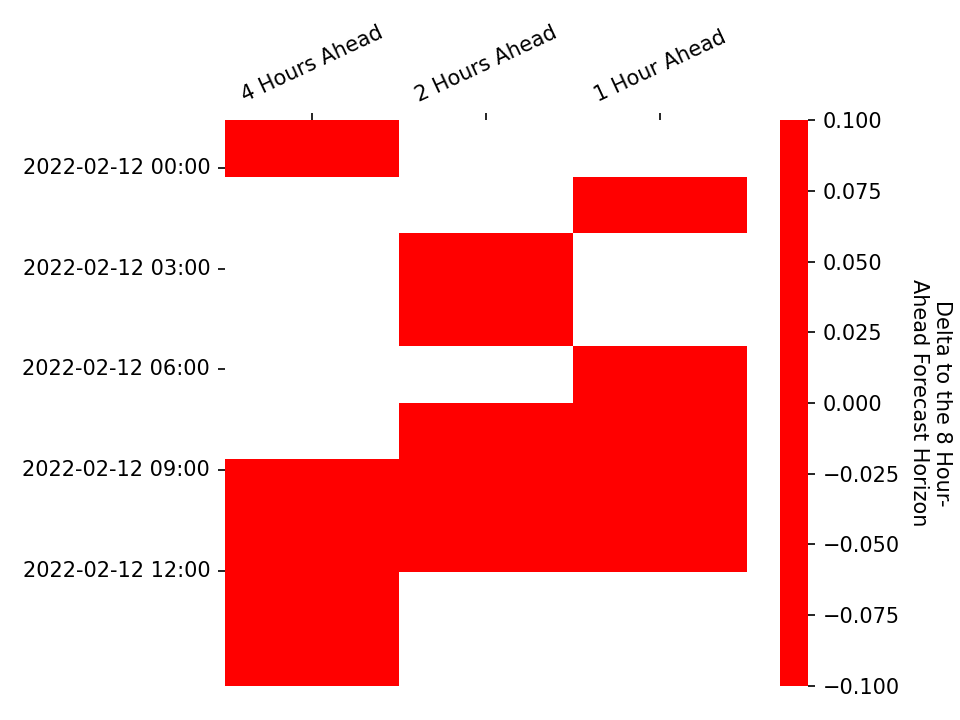 4 Hours Ahead
2 Hours Ahead
1 Hour Ahead
2022-02-12 00:00
2022-02-12 03:00
2022-02-12 06:00
2022-02-12 09:00
2022-02-12 12:00
0.100
0.075
0.050
0.025
0.000
−0.025
−0.050
−0.075
−0.100
Delta to the 8 Hour-
Ahead Forecast Horizon